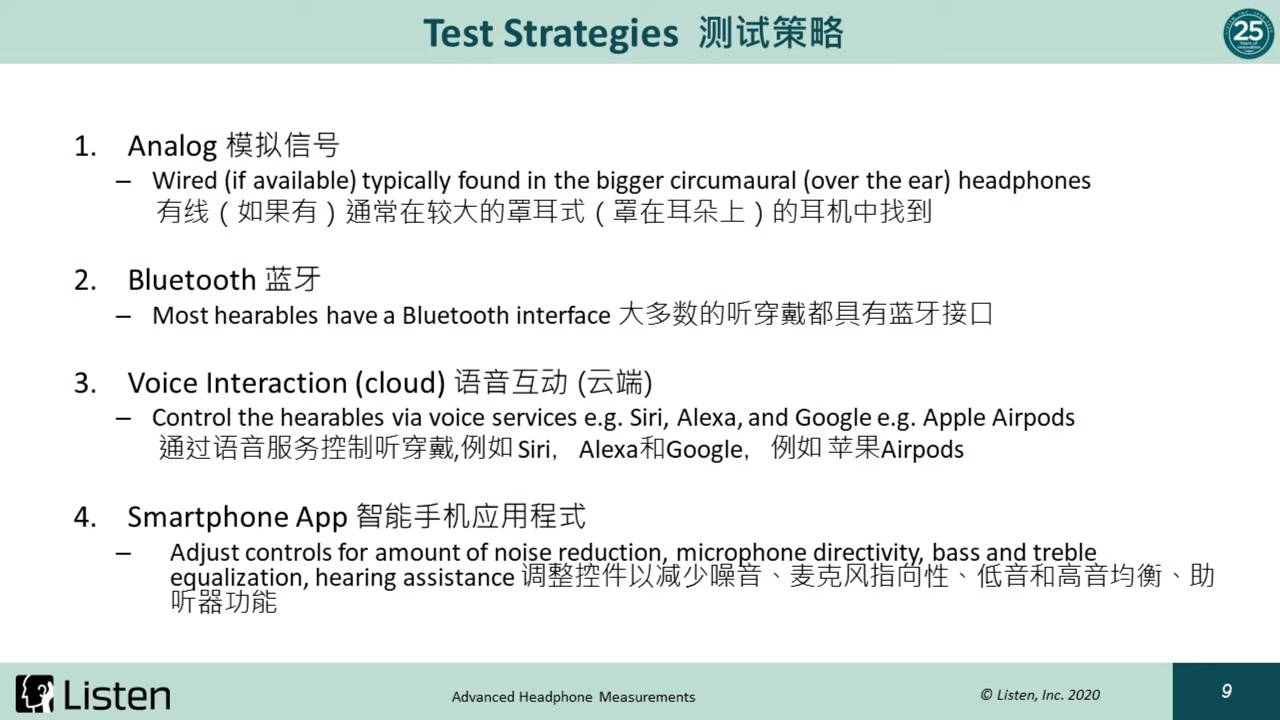 Test Strategies 测试策略
25
Years of
1. Analog 模拟信号
– Wired (if available) typically found in the bigger circumaural (over the ear) headphones
有线（如果有）通常在较大的罩耳式（罩在耳朵上）的耳机中找到
2. Bluetooth 蓝牙
– Most hearables have a Bluetooth interface 大多数的听穿戴都具有蓝牙接口
3. Voice Interaction (cloud) 语音互动 (云端)
– Control the hearables via voice services e.g. Siri, Alexa, and Google e.g. Apple Airpods
通过语音服务控制听穿戴,例如 Siri， Alexa和Google， 例如 苹果Airpods
4. Smartphone App 智能手机应用程式
– Adjust controls for amount of noise reduction, microphone directivity, bass and treble
equalization, hearing assistance 调整控件以减少噪音、麦克风指向性、低音和高音均衡、助
听器功能
Listen
Advanced Headphone Measurements
© Listen, Inc. 2020
9